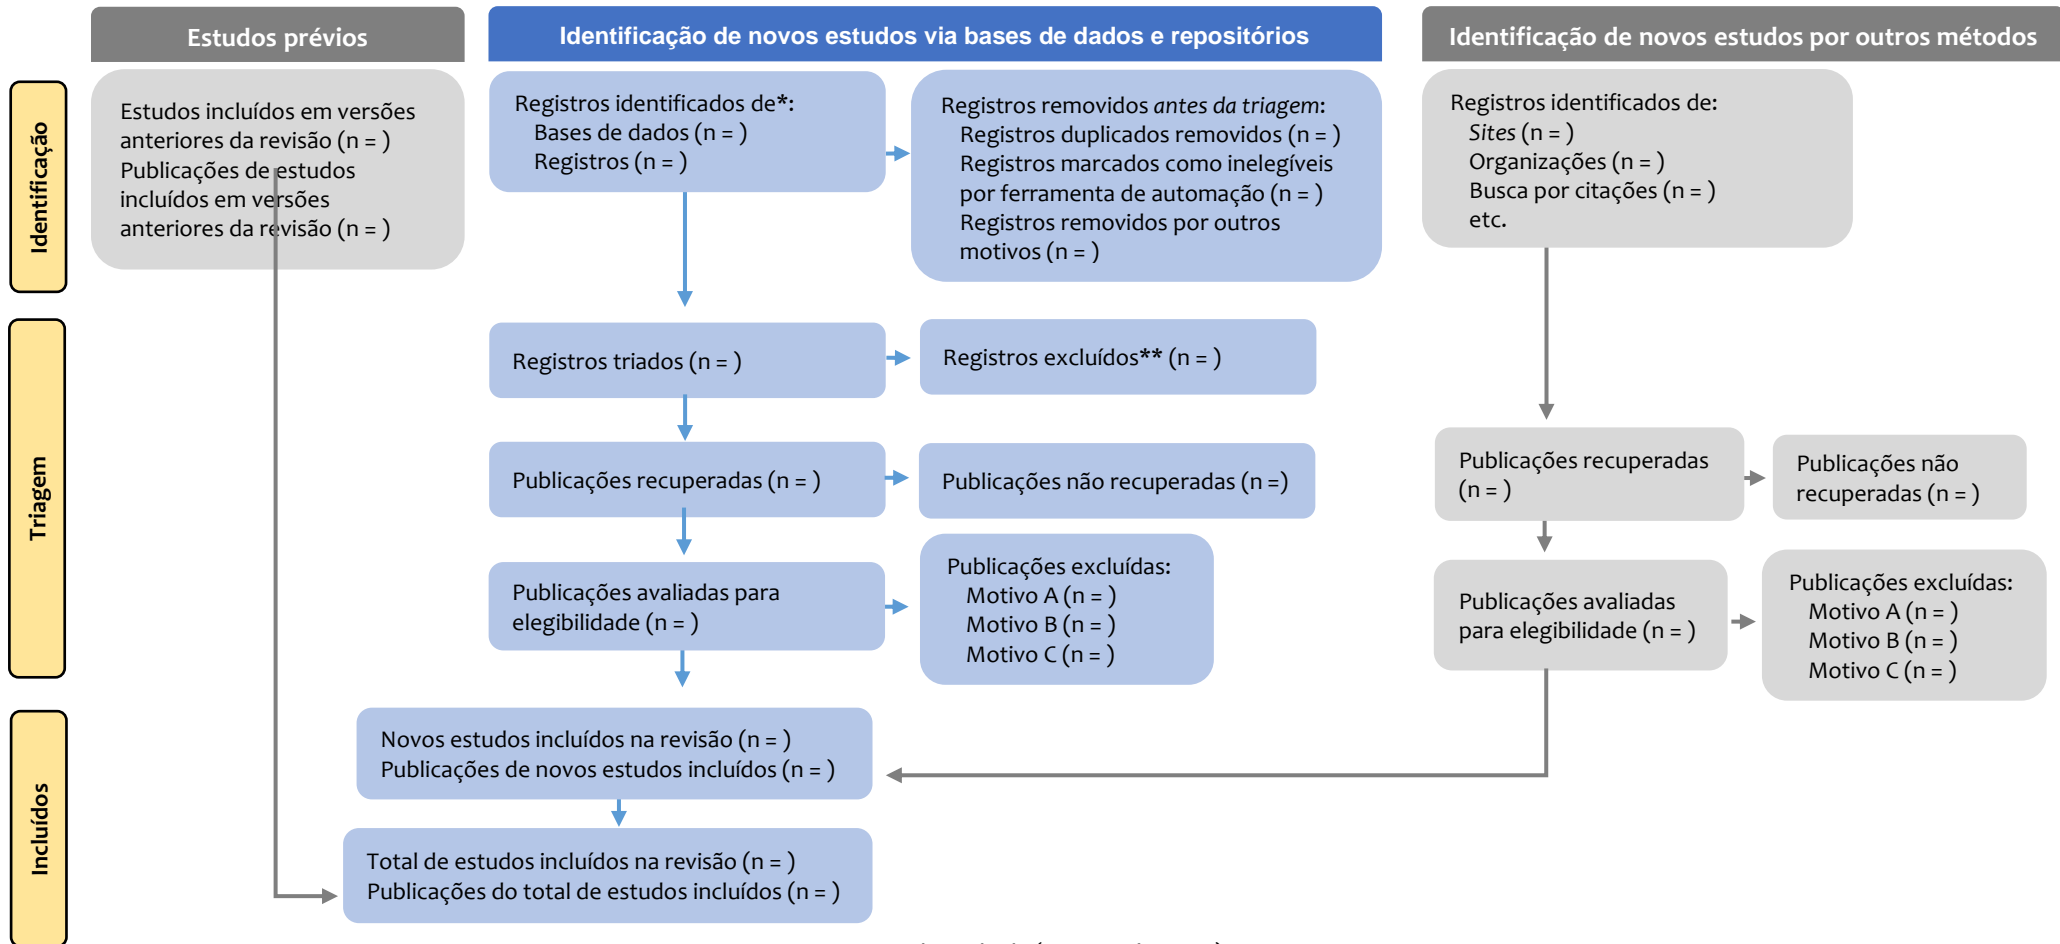 Estudos prévios
Identificação de novos estudos via bases de dados e repositórios
Identificação de novos estudos por outros métodos
Identificação
Estudos incluídos em versões
anteriores da revisão (n = )
Publicações de estudos
incluídos em versões
anteriores da revisão (n = )
Registros identificados de*:
Bases de dados (n = )
Registros (n = )
Registros removidos antes da triagem:
Registros duplicados removidos (n = )
Registros marcados como inelegíveis
por ferramenta de automação (n = )
Registros removidos por outros
motivos (n = )
Registros identificados de:
Sites (n = )
Organizações (n = )
Busca por citações (n = )
etc.
Triagem
Registros triados (n = )
Registros excluídos** (n = )
Publicações recuperadas (n = )
Publicações não recuperadas (n =)
Publicações recuperadas
(n = )
Publicações não
recuperadas (n = )
Publicações avaliadas para
elegibilidade (n = )
Publicações excluídas:
Motivo A (n = )
Motivo B (n = )
Motivo C (n = )
Publicações avaliadas
para elegibilidade (n = )
Publicações excluídas:
Motivo A (n = )
Motivo B (n = )
Motivo C (n = )
Incluídos
Novos estudos incluídos na revisão (n = )
Publicações de novos estudos incluídos (n = )
Total de estudos incluídos na revisão (n = )
Publicações do total de estudos incluídos (n = )